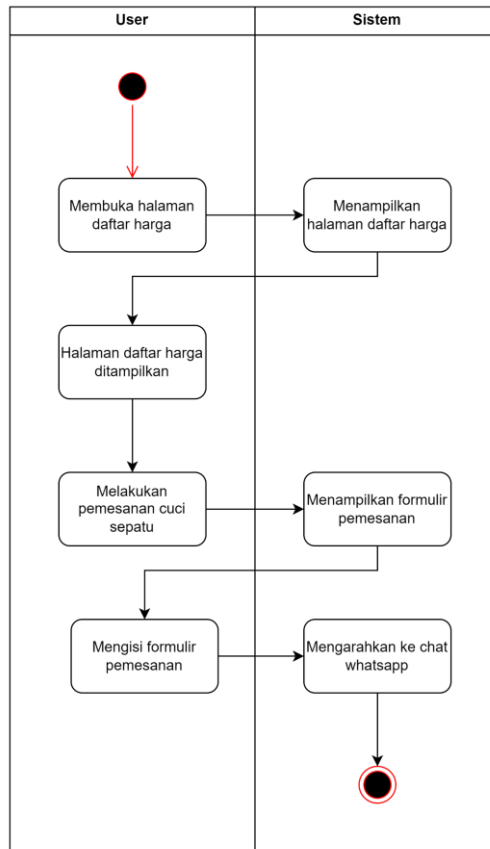 User
Sistem
Membuka halaman
daftar harga
Menampilkan
halaman daftar harga
Halaman daftar harga
ditampilkan
Melakukan
pemesanan cuci
sepatu
Menampilkan formulir
pemesanan
Mengisi formulir
pemesanan
Mengarahkan ke chat
whatsapp